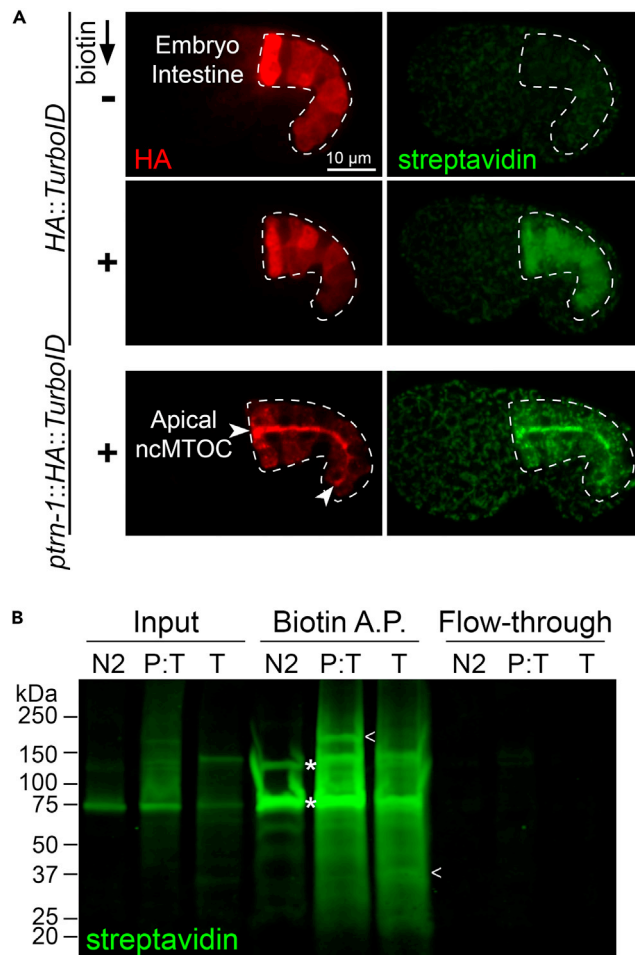 A
biotin
-
+
+
HA::TurboID
ptrn-1::HA::TurboID
Embryo
Intestine
HA
10 µm
streptavidin
Apical
ncMTOC
B
Input Biotin A.P. Flow-through
N2 P:T T N2 P:T T N2 P:T T
kDa
250
150
100
75
50
37
25
20
*
*
<
<
streptavidin